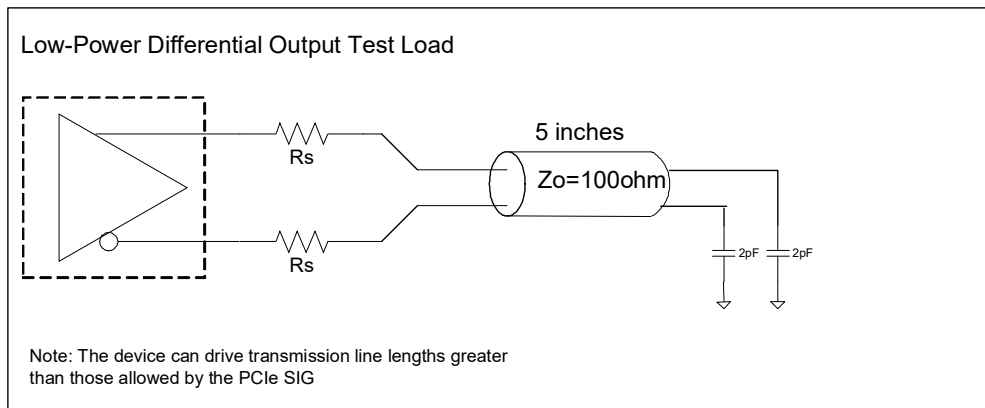 Low-Power Differential Output Test Load
Rs
Rs
5 inches
Zo=100ohm
2pF
2pF
Note: The device can drive transmission line lengths greater
than those allowed by the PCIe SIG